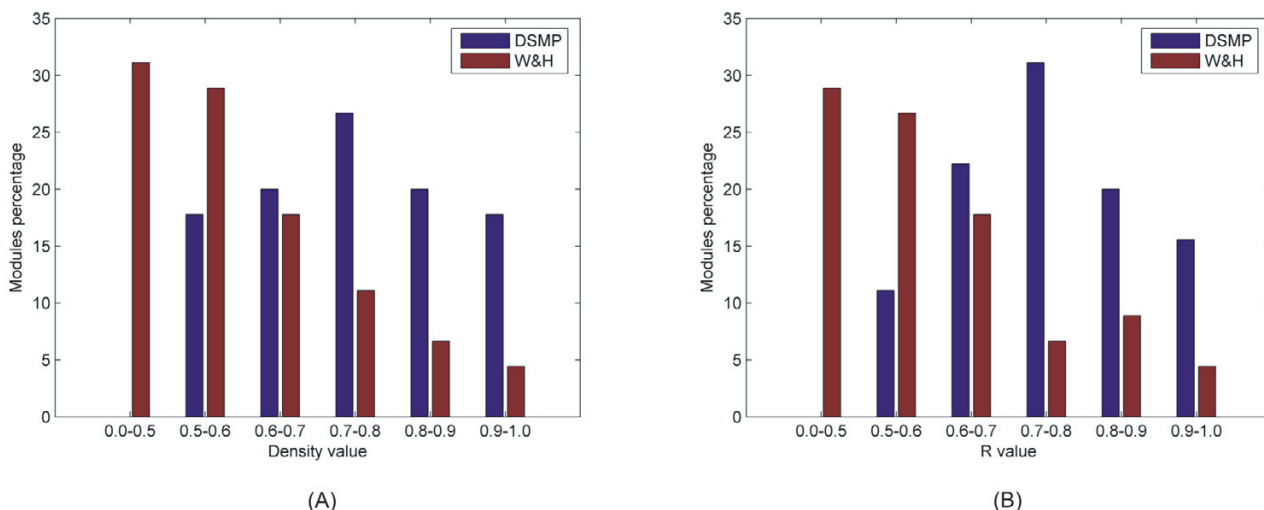 35
30
25
20
15
10
5
0
Modules percentage
DSMP
W&H
0.0-0.5 0.5-0.6 0.6-0.7 0.7-0.8 0.8-0.9 0.9-1.0
Density value
(A)
35
30
25
20
15
10
5
0
Modules percentage
DSMP
W&H
0.0-0.5 0.5-0.6 0.6-0.7 0.7-0.8 0.8-0.9 0.9-1.0
R value
(B)